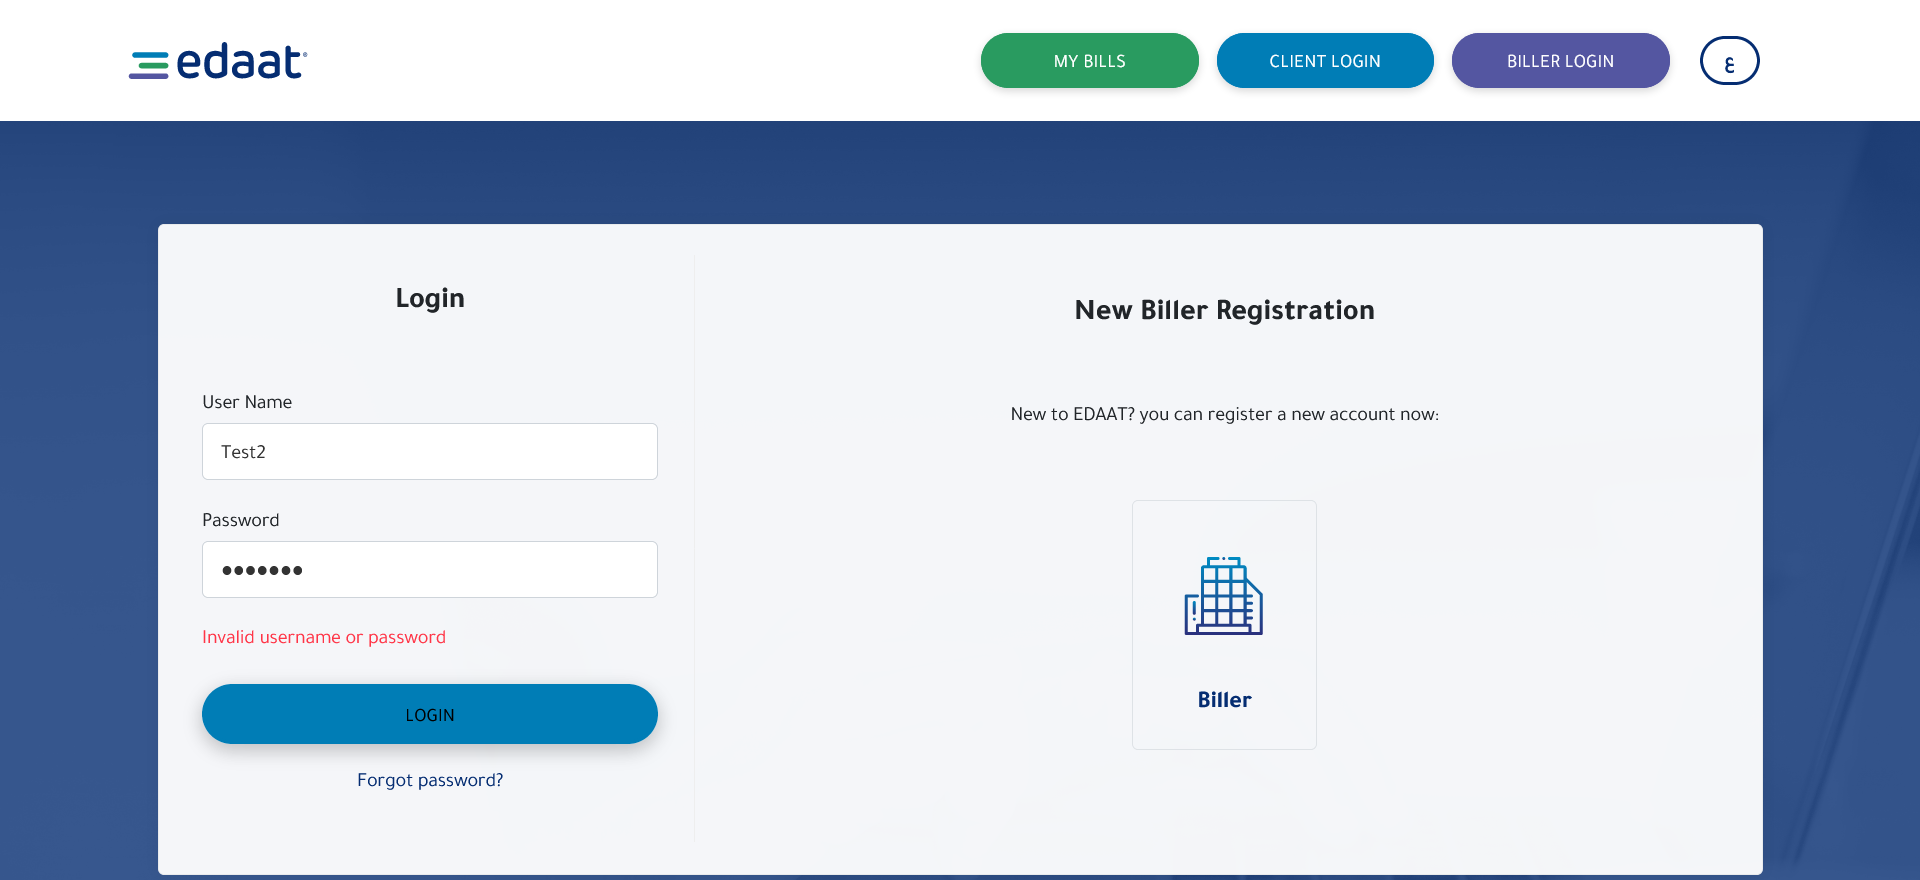 edaat®
MY BILLS
CLIENT LOGIN
BILLER LOGIN
ع
Login
User Name
Test2
Password
●●●●●●●
Invalid username or password
LOGIN
Forgot password?
New Biller Registration
New to EDAAT? you can register a new account now:
Biller